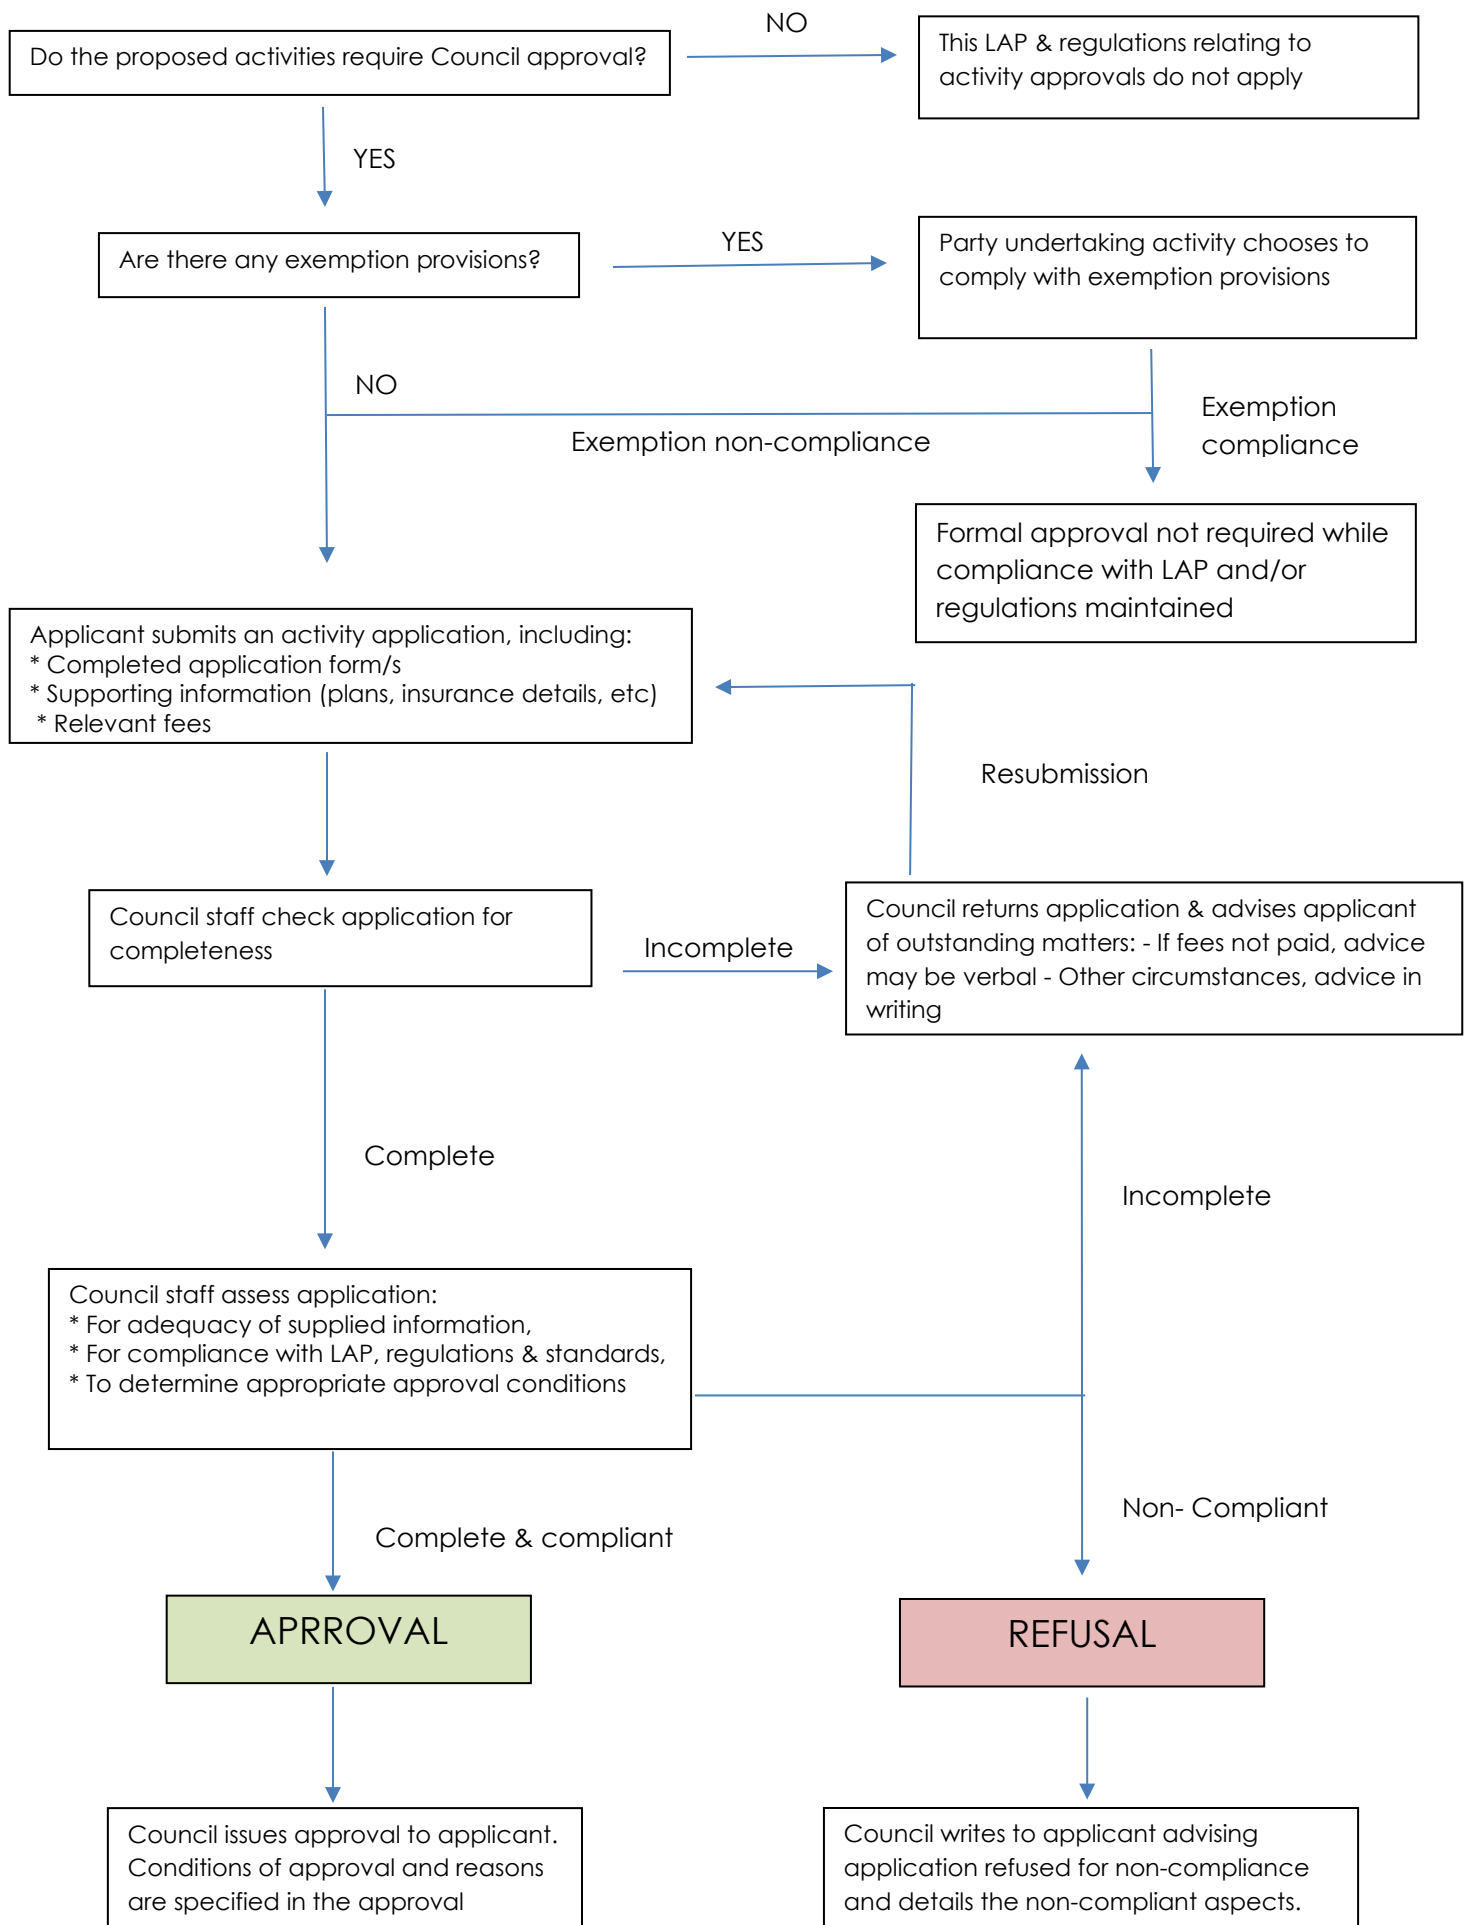 NO
Do the proposed activities require Council approval?
This LAP & regulations relating to
activity approvals do not apply
YES
Are there any exemption provisions?
YES
Party undertaking activity chooses to
comply with exemption provisions
NO
Exemption non-compliance
Exemption
compliance
Formal approval not required while
compliance with LAP and/or
regulations maintained
Applicant submits an activity application, including:
* Completed application form/s
* Supporting information (plans, insurance details, etc)
* Relevant fees
Resubmission
Council staff check application for
completeness
Incomplete
Council returns application & advises applicant
of outstanding matters: - If fees not paid, advice
may be verbal - Other circumstances, advice in
writing
Complete
Incomplete
Council staff assess application:
* For adequacy of supplied information,
* For compliance with LAP, regulations & standards,
* To determine appropriate approval conditions
Non- Compliant
Complete & compliant
APRROVAL
REFUSAL
Council issues approval to applicant.
Conditions of approval and reasons
are specified in the approval
Council writes to applicant advising
application refused for non-compliance
and details the non-compliant aspects.